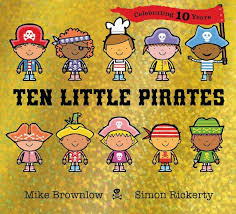 Celebrating 10 Years
TEN LITTLE PIRATES
Mike Brownlow
Simon Rickerty